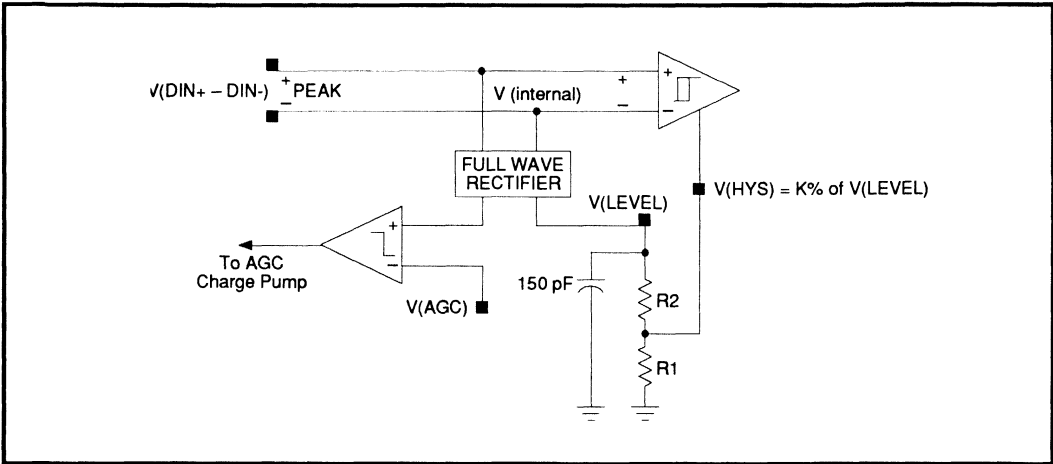 V(DIN+ – DIN-)
+
–
PEAK
V (internal)
+
–
+
–
FULL WAVE
RECTIFIER
V(HYS) = K% of V(LEVEL)
V(LEVEL)
+
–
To AGC
Charge Pump
V(AGC)
150 pF
R2
R1